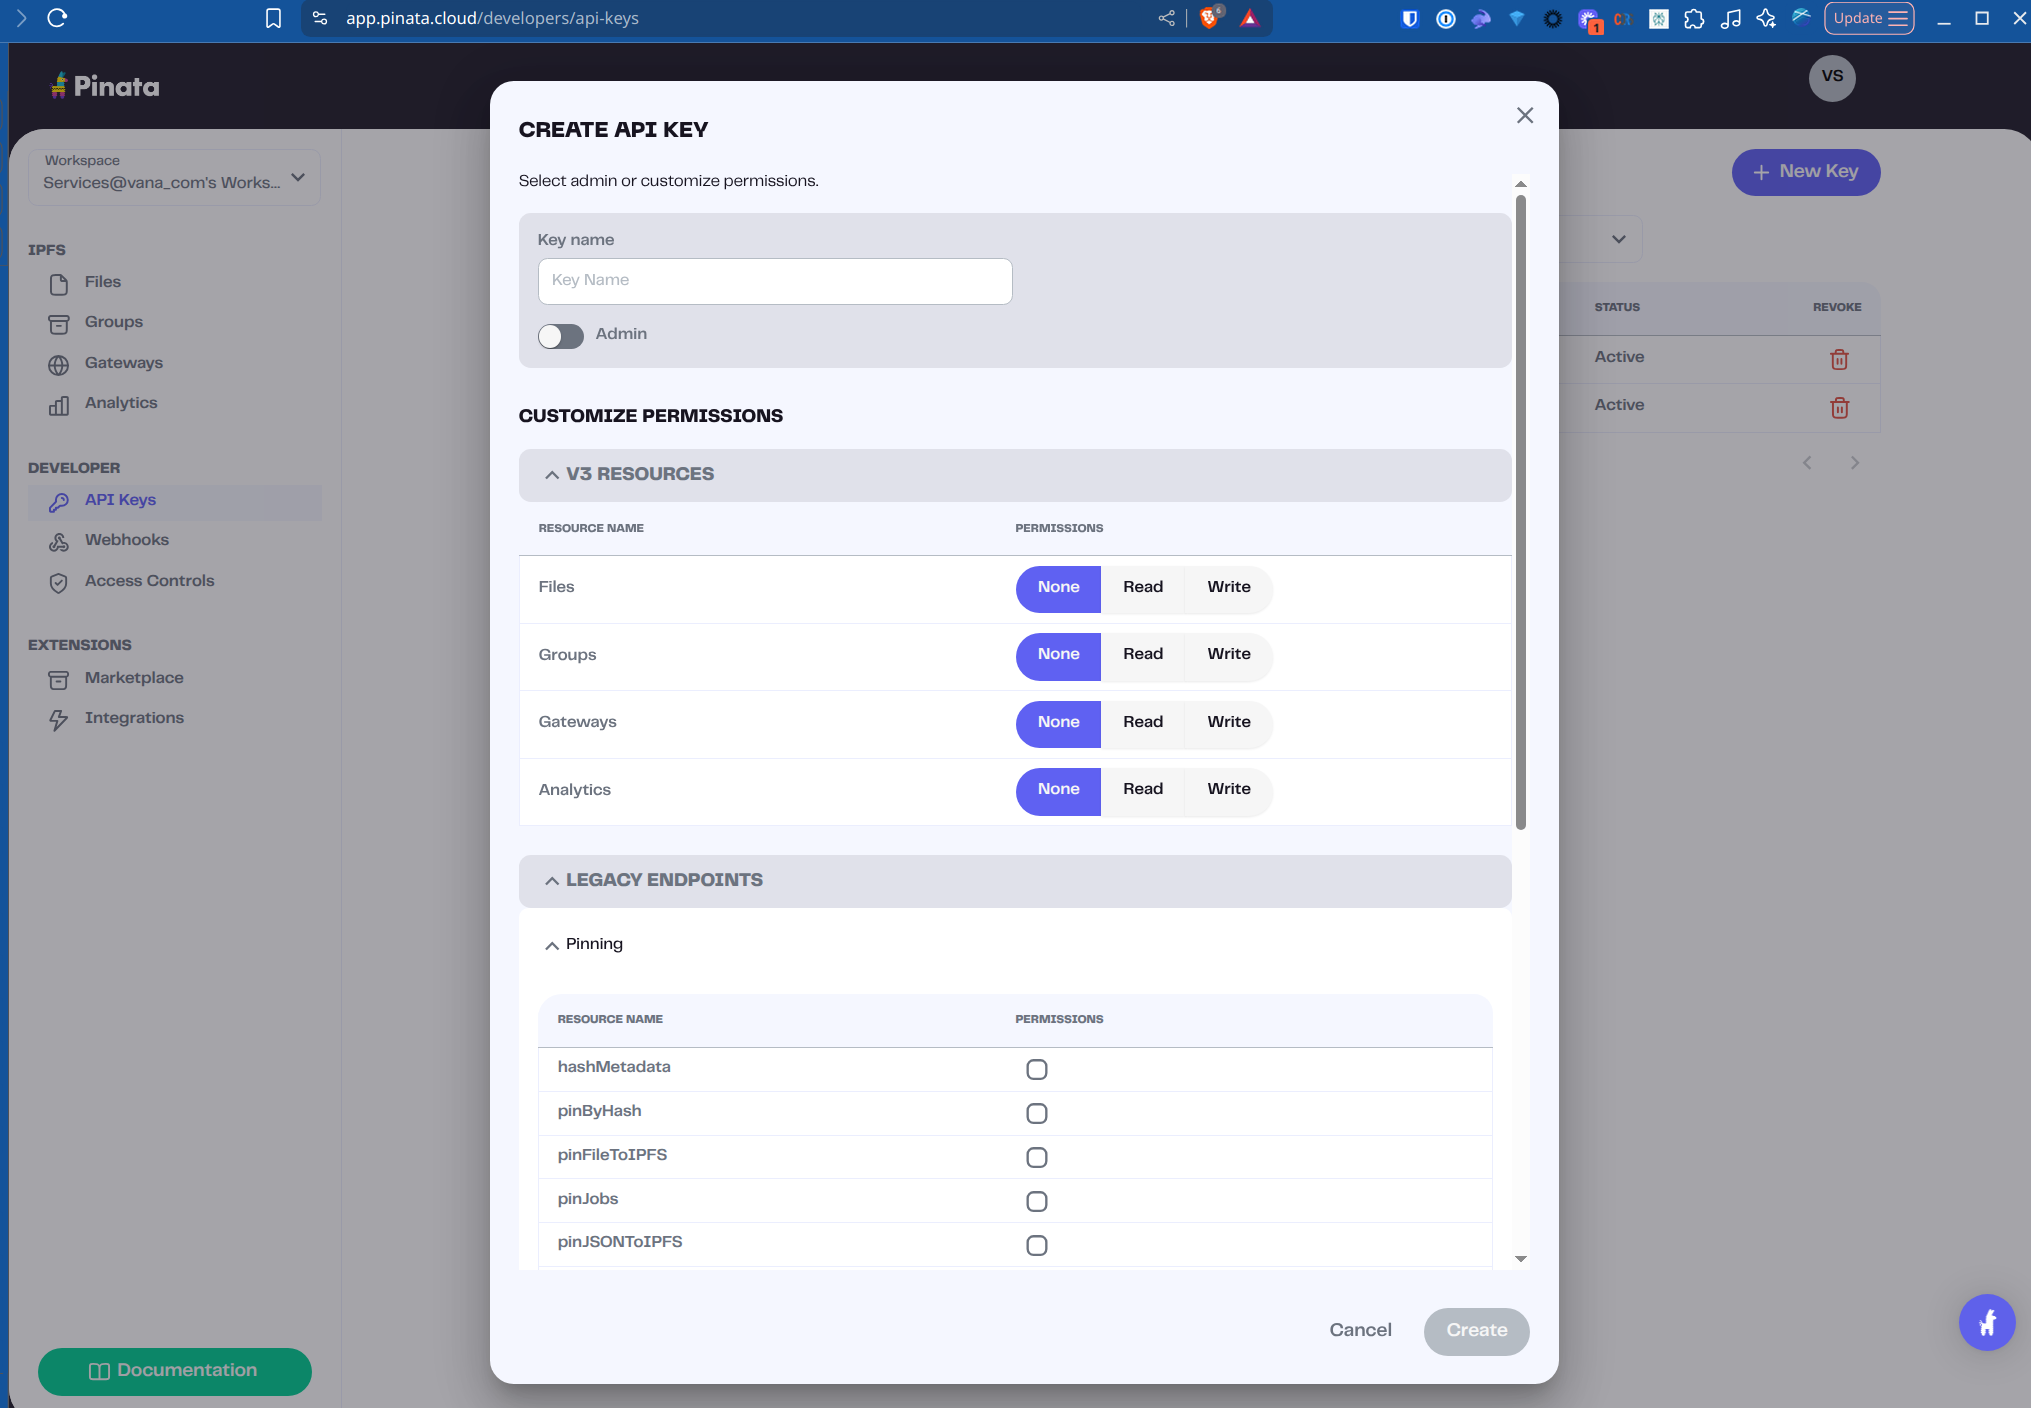 app.pinata.cloud/developers/api-keys
6
1
CR
Update
Pinata
VS
Workspace
Services@vana_com's Works...
IPFS
Files
Groups
Gateways
Analytics
DEVELOPER
API Keys
Webhooks
Access Controls
EXTENSIONS
Marketplace
Integrations
Documentation
CREATE API KEY
Select admin or customize permissions.
Key name
Key Name
Admin
CUSTOMIZE PERMISSIONS
V3 RESOURCES
RESOURCE NAME PERMISSIONS
Files None Read Write
Groups None Read Write
Gateways None Read Write
Analytics None Read Write
LEGACY ENDPOINTS
Pinning
RESOURCE NAME PERMISSIONS
hashMetadata
pinByHash
pinFileToIPFS
pinJobs
pinJSONToIPFS
Cancel Create
New Key
STATUS REVOKE
Active
Active